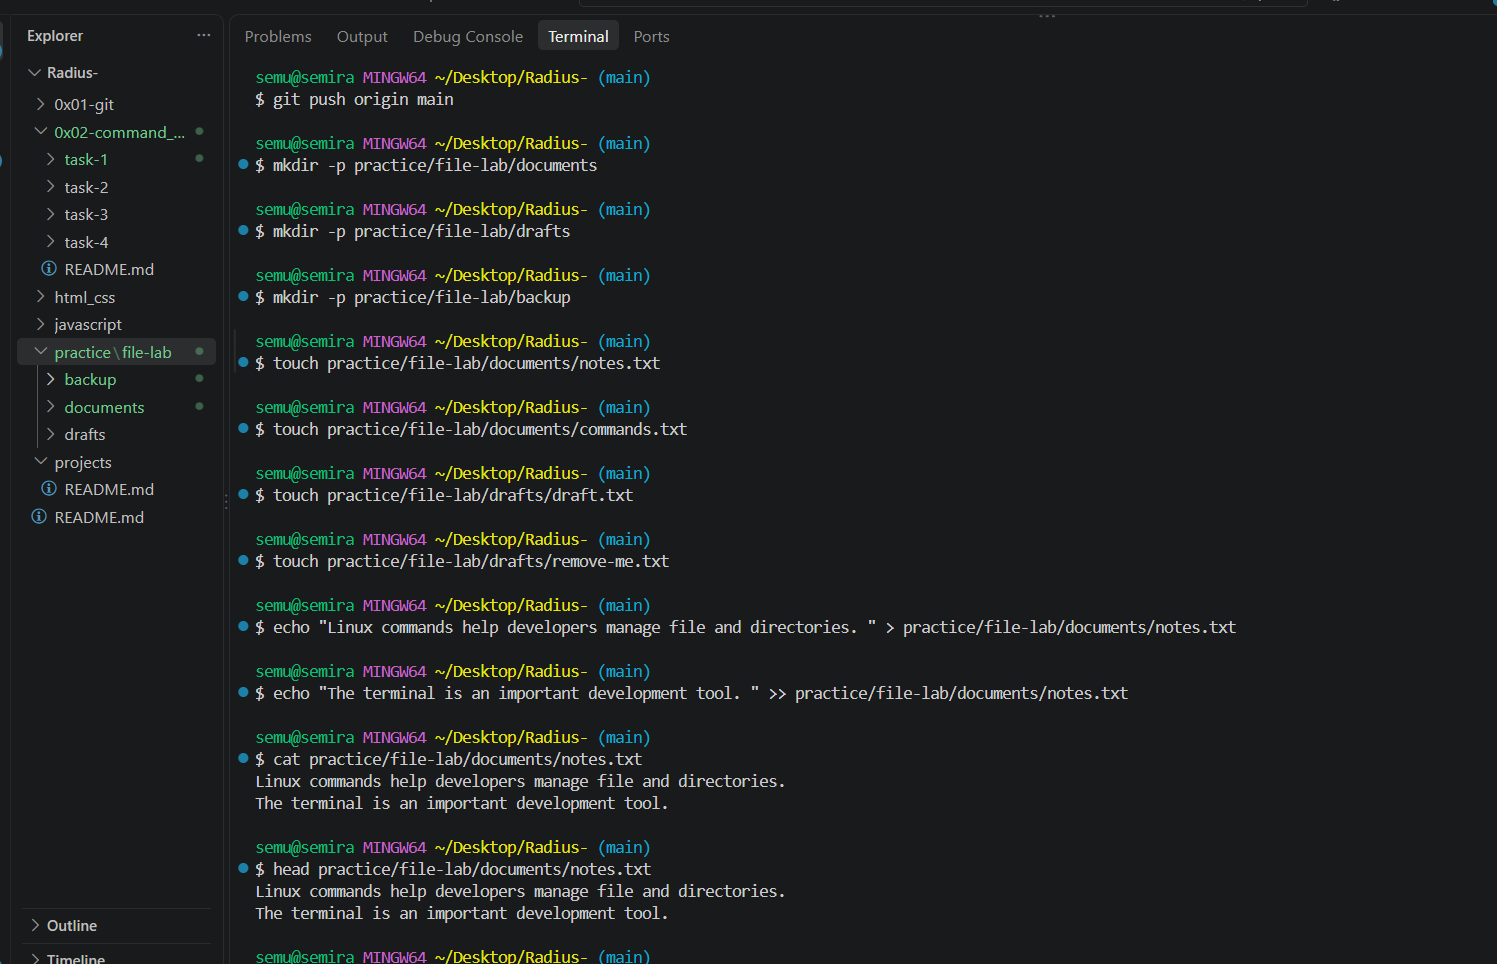 Explorer
Radius-
0x01-git
0x02-command_...
task-1
task-2
task-3
task-4
README.md
html_css
javascript
practice\file-lab
backup
documents
drafts
projects
README.md
README.md
Outline
Timeline
Problems Output Debug Console Terminal Ports
semu@semira MINGW64 ~/Desktop/Radius- (main)
$ git push origin main
semu@semira MINGW64 ~/Desktop/Radius- (main)
$ mkdir -p practice/file-lab/documents
semu@semira MINGW64 ~/Desktop/Radius- (main)
$ mkdir -p practice/file-lab/drafts
semu@semira MINGW64 ~/Desktop/Radius- (main)
$ mkdir -p practice/file-lab/backup
semu@semira MINGW64 ~/Desktop/Radius- (main)
$ touch practice/file-lab/documents/notes.txt
semu@semira MINGW64 ~/Desktop/Radius- (main)
$ touch practice/file-lab/documents/commands.txt
semu@semira MINGW64 ~/Desktop/Radius- (main)
$ touch practice/file-lab/drafts/draft.txt
semu@semira MINGW64 ~/Desktop/Radius- (main)
$ touch practice/file-lab/drafts/remove-me.txt
semu@semira MINGW64 ~/Desktop/Radius- (main)
$ echo "Linux commands help developers manage file and directories. " > practice/file-lab/documents/notes.txt
semu@semira MINGW64 ~/Desktop/Radius- (main)
$ echo "The terminal is an important development tool. " >> practice/file-lab/documents/notes.txt
semu@semira MINGW64 ~/Desktop/Radius- (main)
$ cat practice/file-lab/documents/notes.txt
Linux commands help developers manage file and directories.
The terminal is an important development tool.
semu@semira MINGW64 ~/Desktop/Radius- (main)
$ head practice/file-lab/documents/notes.txt
Linux commands help developers manage file and directories.
The terminal is an important development tool.
semu@semira MINGW64 ~/Desktop/Radius- (main)